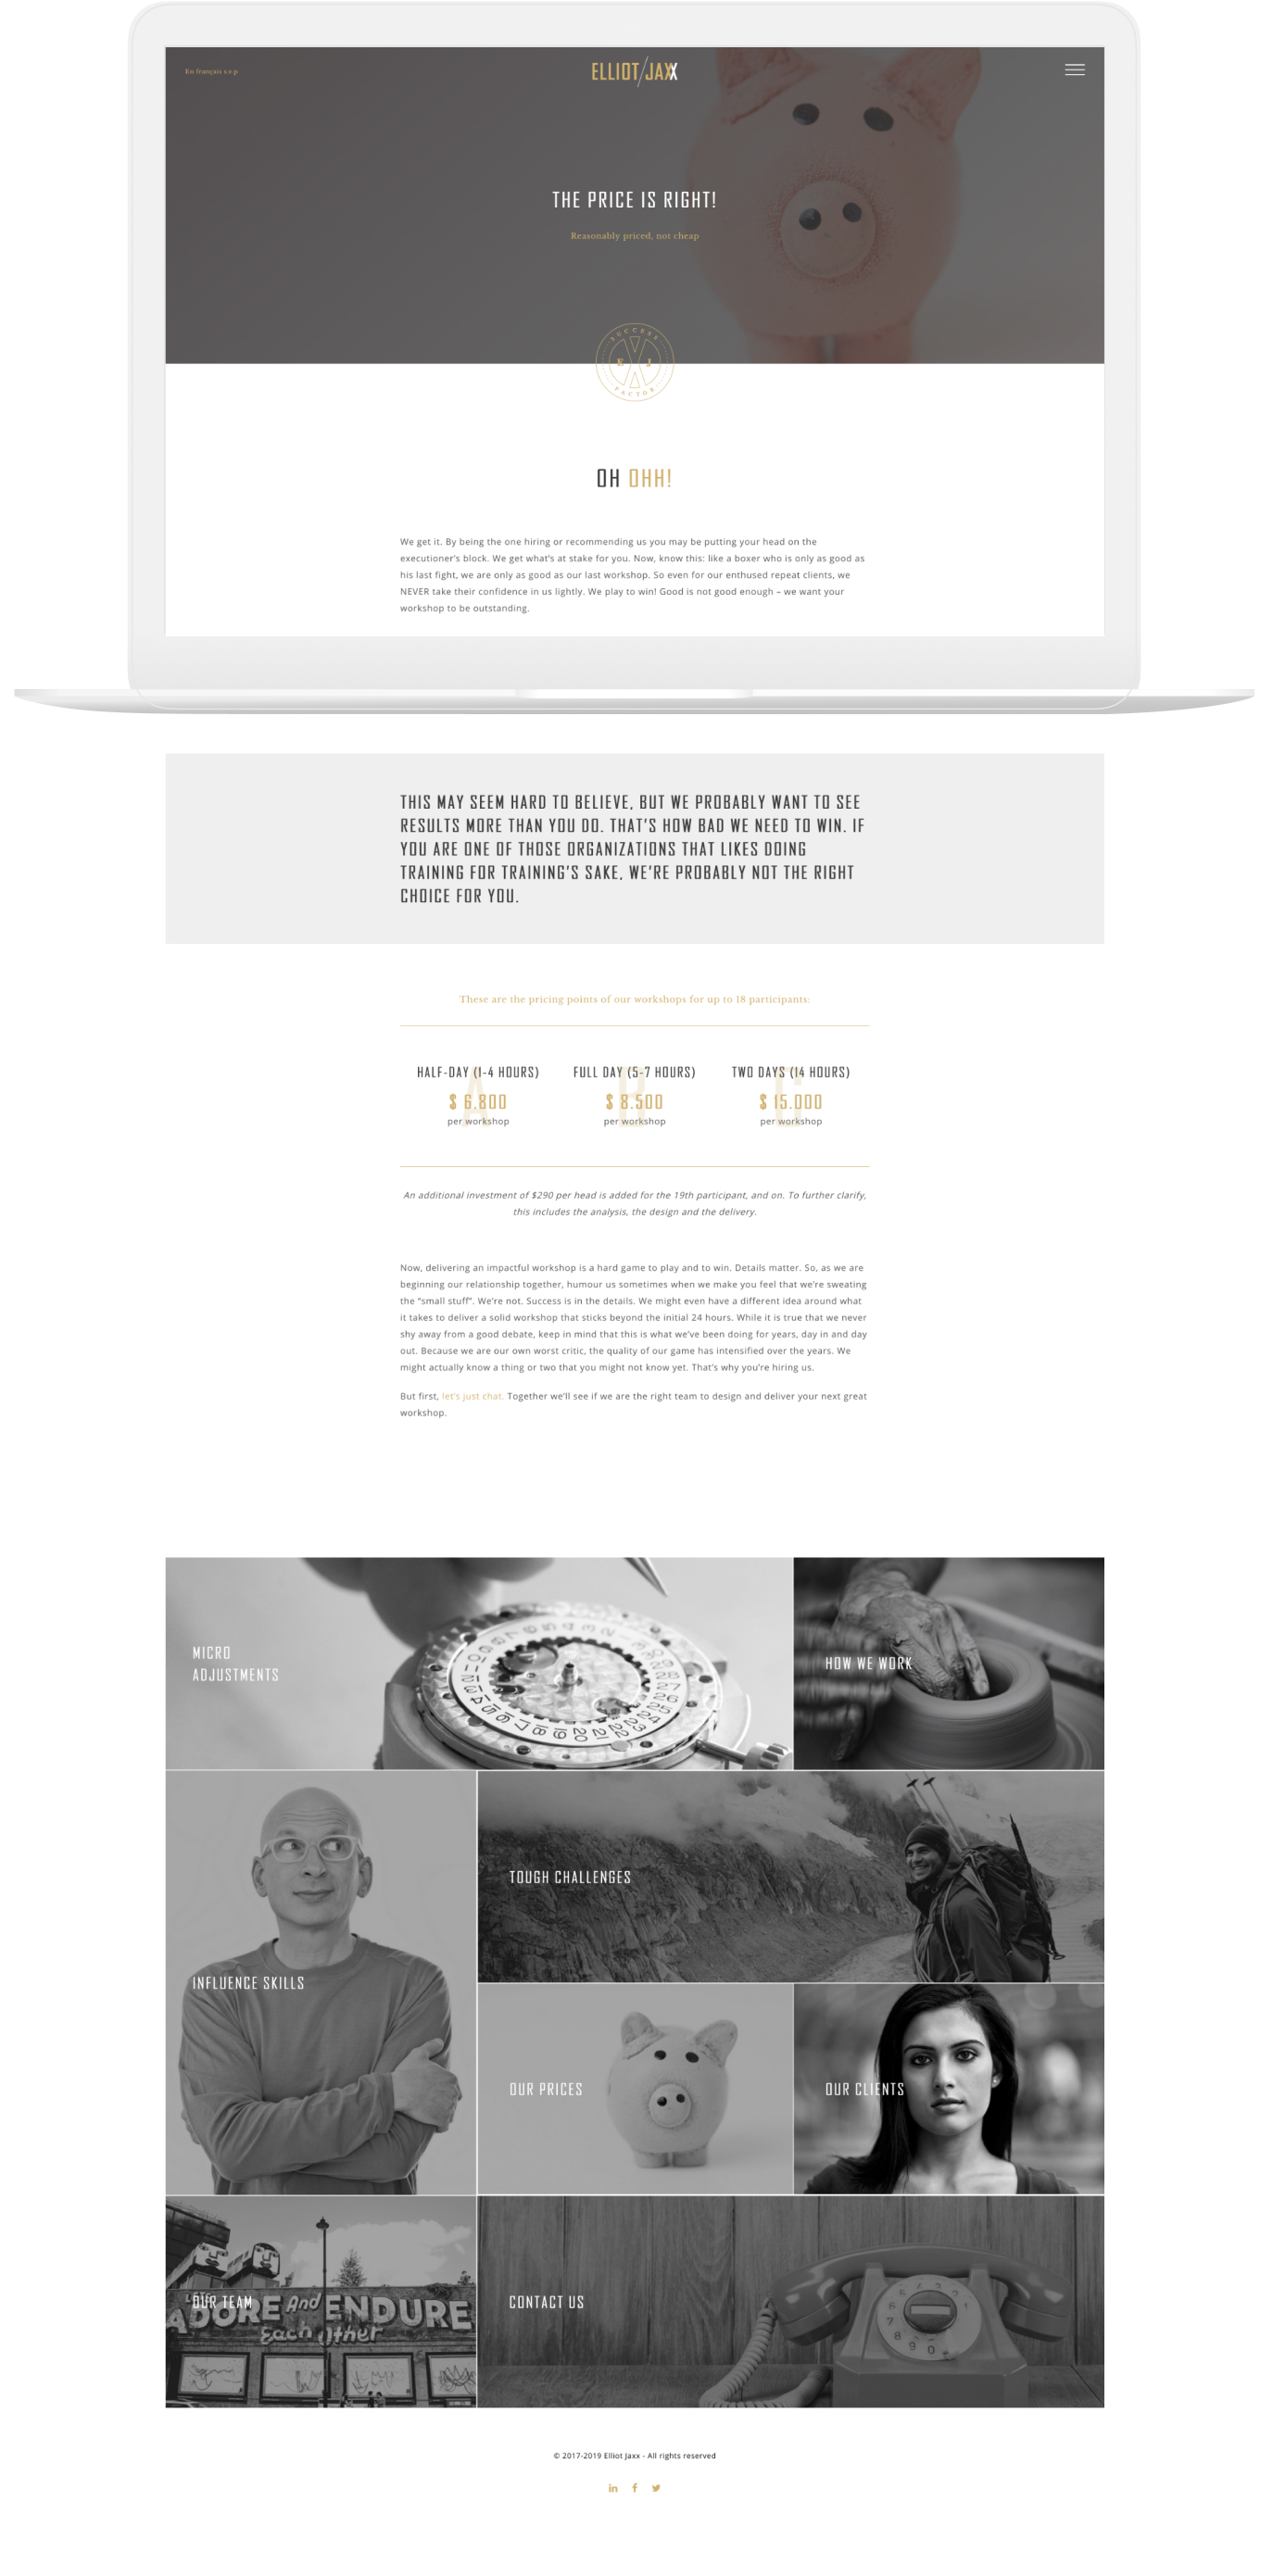 En français s.v.p
ELLIOT/JAXX
THE PRICE IS RIGHT!
Reasonably priced, not cheap
SUCCESS
E J
FACTOR
OH OHH!
We get it. By being the one hiring or recommending us you may be putting your head on the
executioner's block. We get what's at stake for you. Now, know this: like a boxer who is only as good as
his last fight, we are only as good as our last workshop. So even for our enthused repeat clients, we
NEVER take their confidence in us lightly. We play to win! Good is not good enough – we want your
workshop to be outstanding.
THIS MAY SEEM HARD TO BELIEVE, BUT WE PROBABLY WANT TO SEE
RESULTS MORE THAN YOU DO. THAT'S HOW BAD WE NEED TO WIN. IF
YOU ARE ONE OF THOSE ORGANIZATIONS THAT LIKES DOING
TRAINING FOR TRAINING'S SAKE, WE'RE PROBABLY NOT THE RIGHT
CHOICE FOR YOU.
These are the pricing points of our workshops for up to 18 participants:
A
HALF-DAY (1-4 HOURS)
$ 6.800
per workshop
B
FULL DAY (5-7 HOURS)
$ 8.500
per workshop
C
TWO DAYS (14 HOURS)
$ 15.000
per workshop
An additional investment of $290 per head is added for the 19th participant, and on. To further clarify,
this includes the analysis, the design and the delivery.
Now, delivering an impactful workshop is a hard game to play and to win. Details matter. So, as we are
beginning our relationship together, humour us sometimes when we make you feel that we're sweating
the "small stuff". We're not. Success is in the details. We might even have a different idea around what
it takes to deliver a solid workshop that sticks beyond the initial 24 hours. While it is true that we never
shy away from a good debate, keep in mind that this is what we've been doing for years, day in and day
out. Because we are our own worst critic, the quality of our game has intensified over the years. We
might actually know a thing or two that you might not know yet. That's why you're hiring us.
But first, let's just chat. Together we'll see if we are the right team to design and deliver your next great
workshop.
MICRO
ADJUSTMENTS
HOW WE WORK
INFLUENCE SKILLS
TOUGH CHALLENGES
OUR PRICES
OUR CLIENTS
OUR TEAM
ADORE And ENDURE
Each other
CONTACT US
© 2017-2019 Elliot Jaxx - All rights reserved